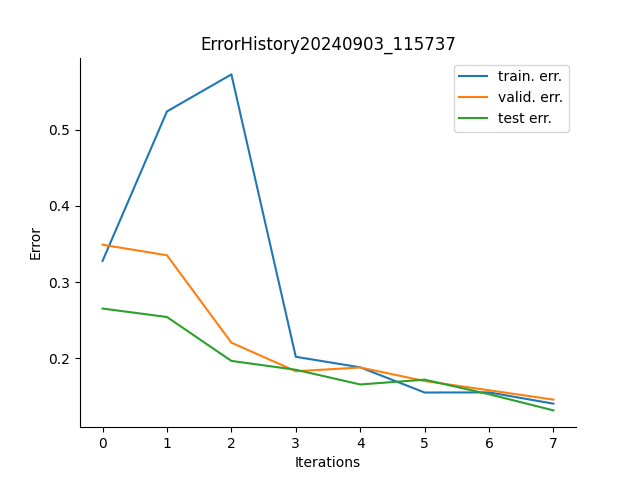 ErrorHistory20240903_115737
train. err.
valid. err.
test err.
Error
0.5
0.4
0.3
0.2
0 1 2 3 4 5 6 7
Iterations